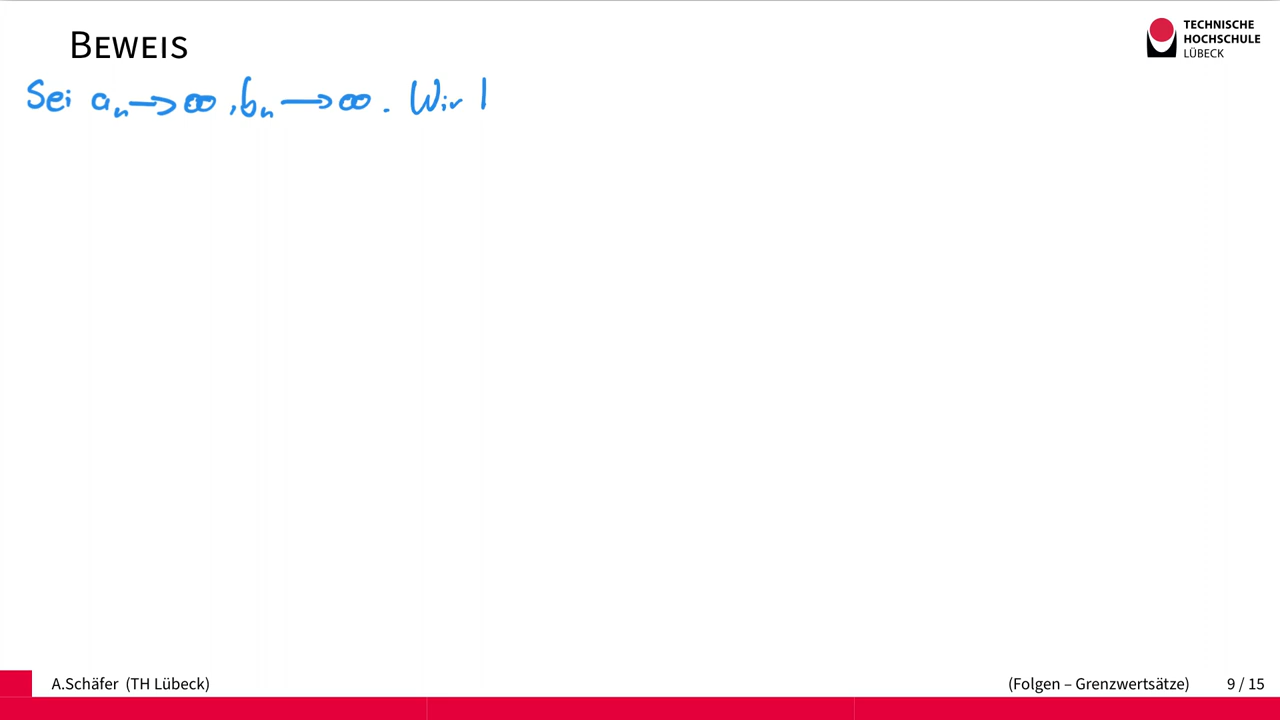 BEWEIS
TECHNISCHE
HOCHSCHULE
LÜBECK
Sei aₙ → ∞, bₙ → ∞. Wir
A.Schäfer (TH Lübeck)
(Folgen – Grenzwertsätze) 9 / 15